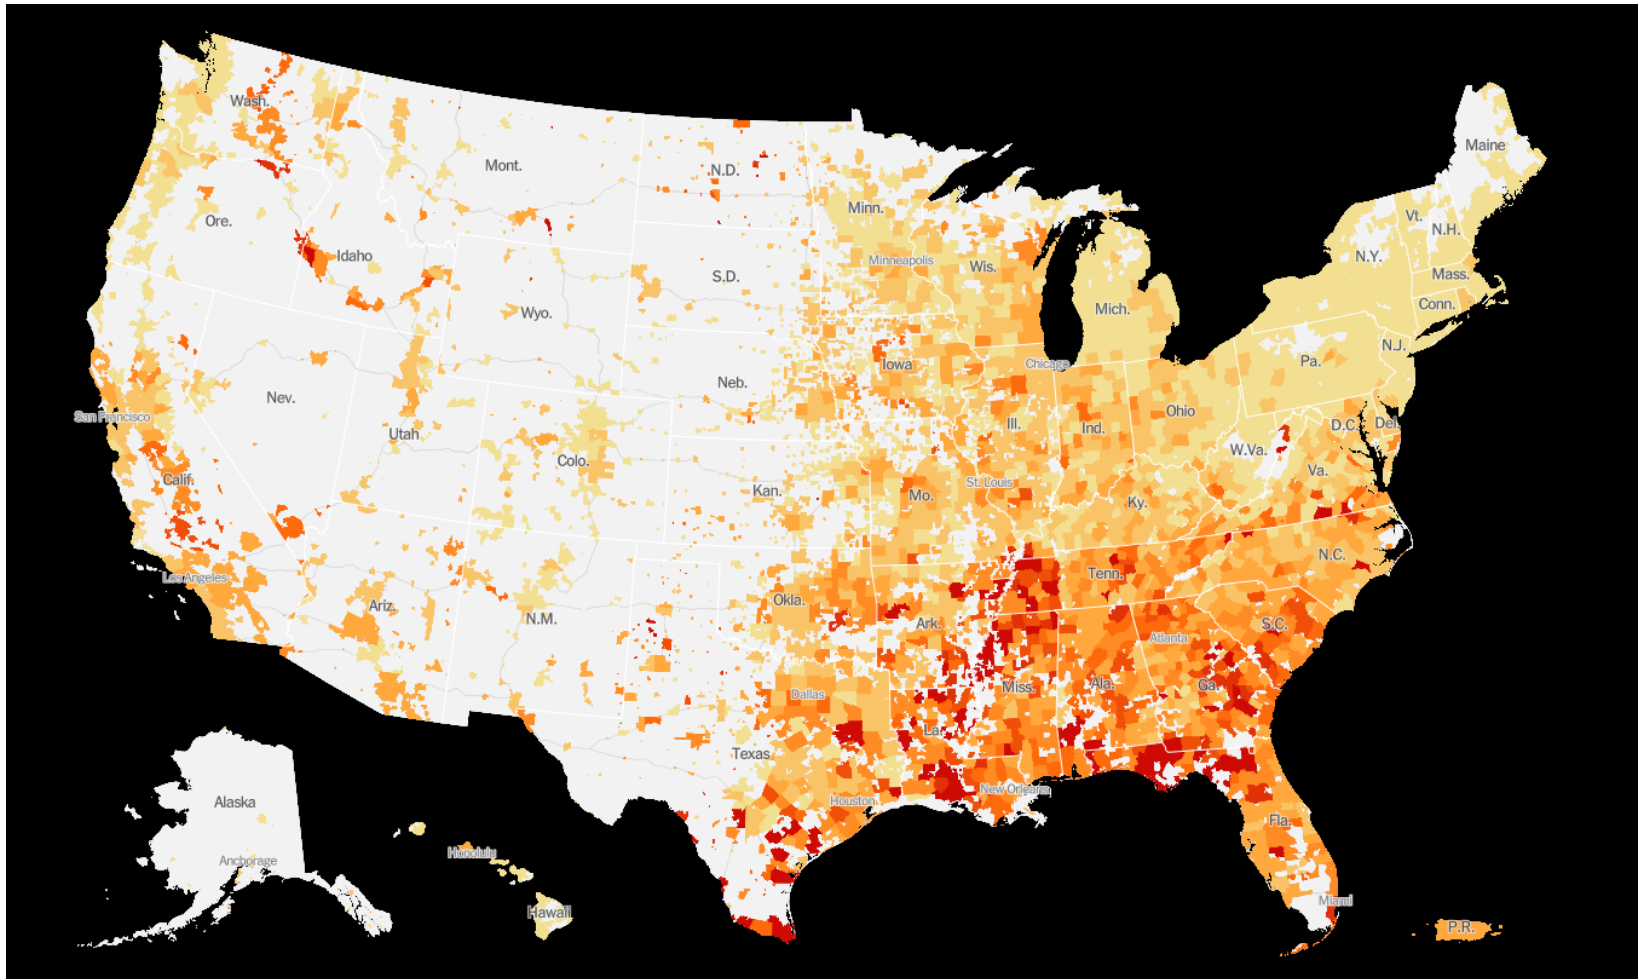 Wash.
Mont.
N.D.
Minn.
Maine
Ore.
Idaho
Vt.
N.H.
N.Y.
Minneapolis
Wis.
S.D.
Mass.
Wyo.
Mich.
Conn.
N.J.
Pa.
Iowa
Chicago
Neb.
Nev.
San Francisco
Utah
Ill.
Ind.
Ohio
D.C.
Del.
W.Va.
Colo.
Va.
Calif.
Kan.
Mo.
St. Louis
Ky.
N.C.
Los Angeles
Tenn.
Ariz.
Okla.
N.M.
Ark.
S.C.
Atlanta
Dallas
Miss.
Ala.
Ga.
La.
Texas
New Orleans
Houston
Alaska
Fla.
Honolulu
Anchorage
Miami
Hawaii
P.R.